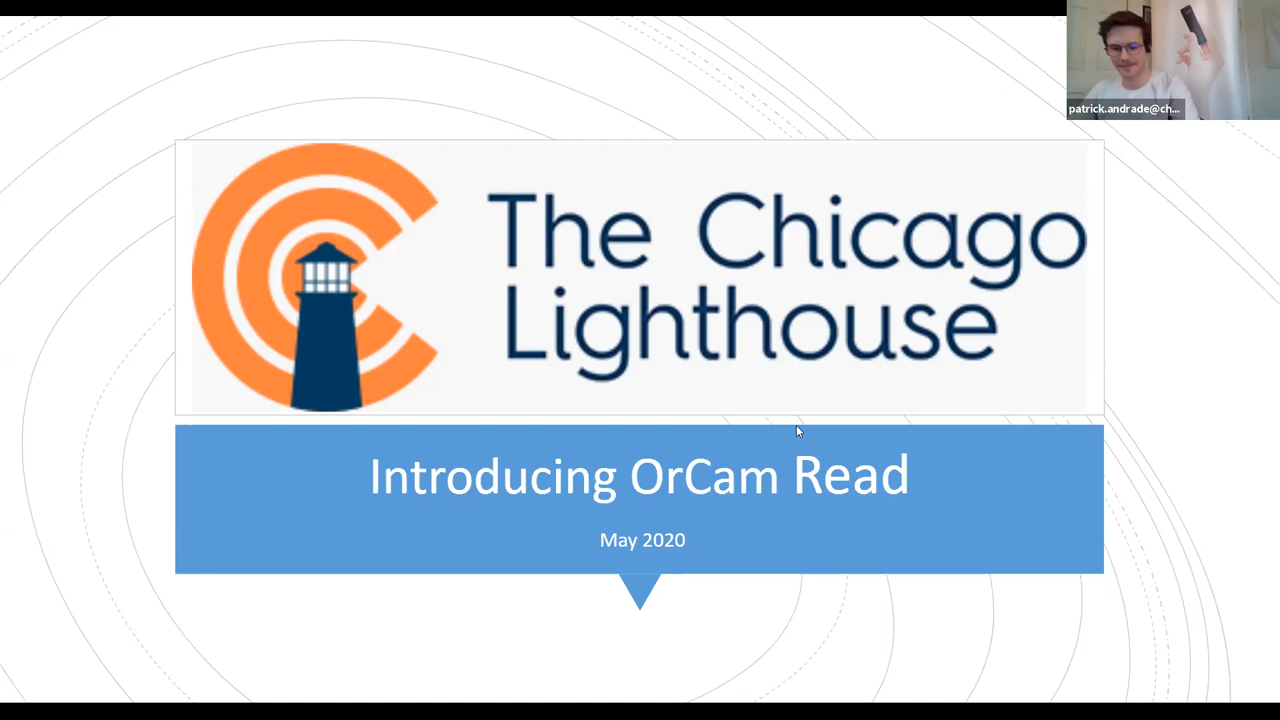 patrick.andrade@ch...
The Chicago
Lighthouse
Introducing OrCam Read
May 2020